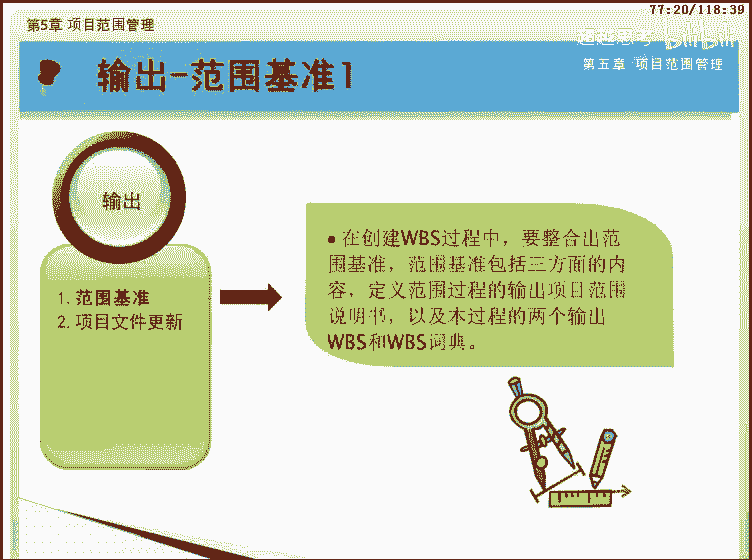 77:20/118:39
第5章 项目范围管理
超越思考 bilibili
第五章 项目范围管理
输出-范围基准1
输出
1. 范围基准
2. 项目文件更新
• 在创建WBS过程中，要整合出范
围基准，范围基准包括三方面的内
容，定义范围过程的输出项目范围
说明书，以及本过程的两个输出
WBS和WBS词典。